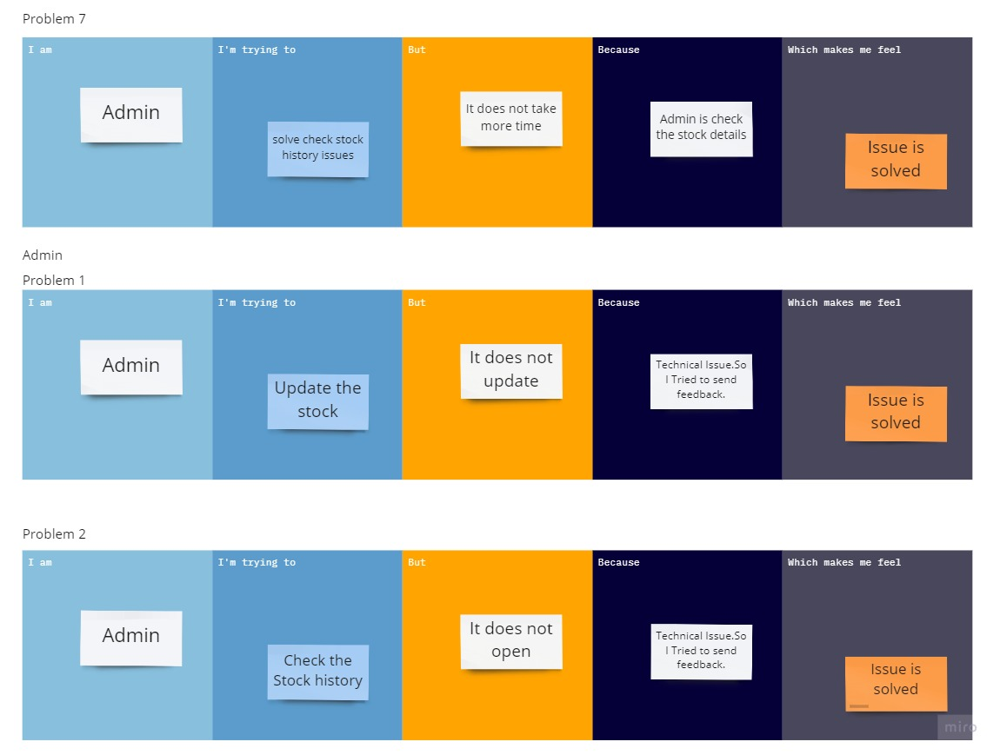 Problem 7
I am
I'm trying to
But
Because
Which makes me feel
Admin
solve check stock
history issues
It does not take
more time
Admin is check
the stock details
Issue is
solved
Admin
Problem 1
I am
I'm trying to
But
Because
Which makes me feel
Admin
Update the
stock
It does not
update
Technical Issue.So
I Tried to send
feedback.
Issue is
solved
Problem 2
I am
I'm trying to
But
Because
Which makes me feel
Admin
Check the
Stock history
It does not
open
Technical Issue.So
I Tried to send
feedback.
Issue is
solved
miro